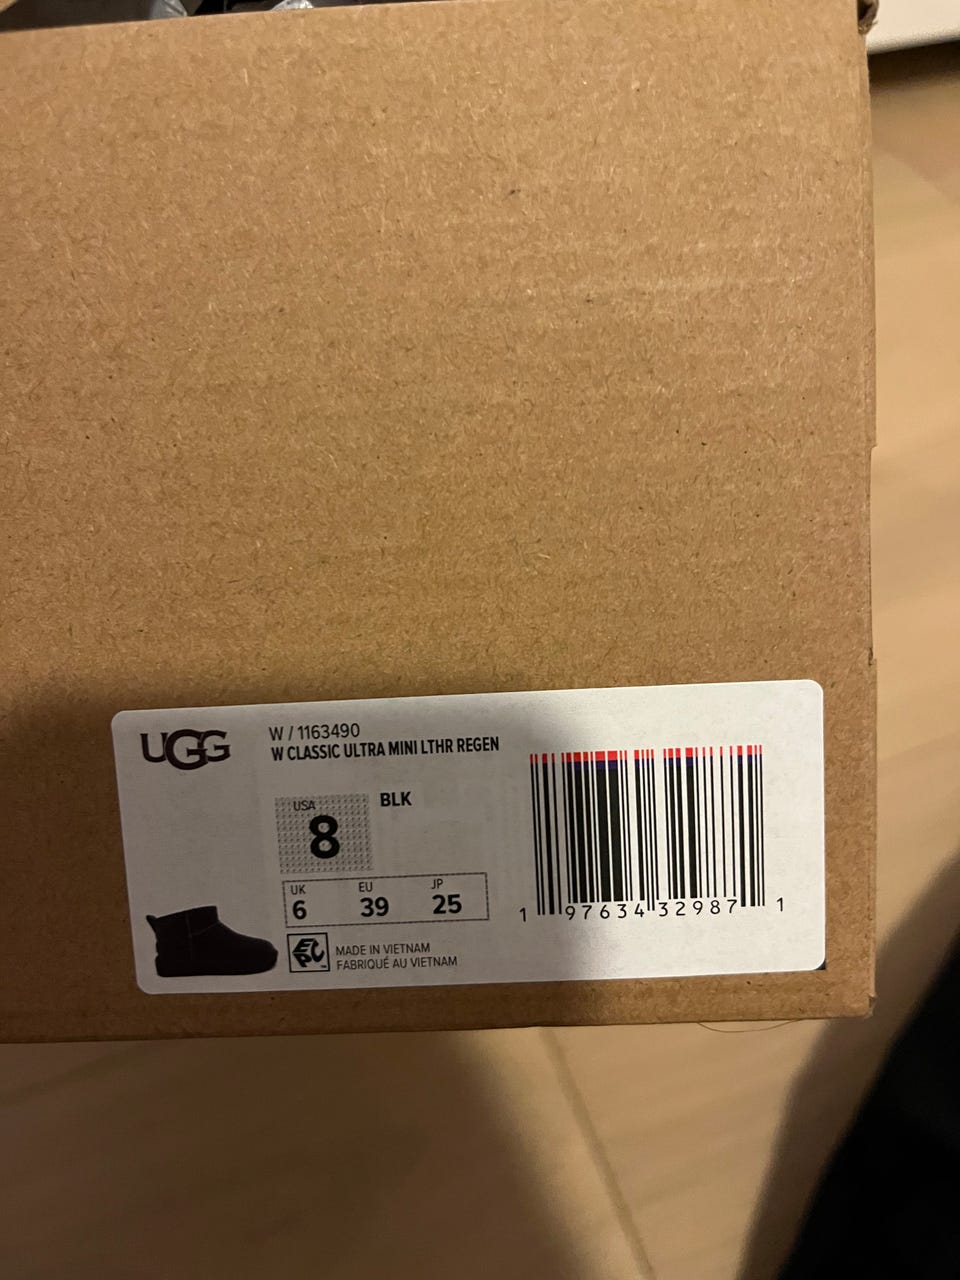 UGG
W / 1163490
W CLASSIC ULTRA MINI LTHR REGEN
BLK
USA
8
UK EU JP
6 39 25
EPC
MADE IN VIETNAM
FABRIQUÉ AU VIETNAM
1 97634 32987 1